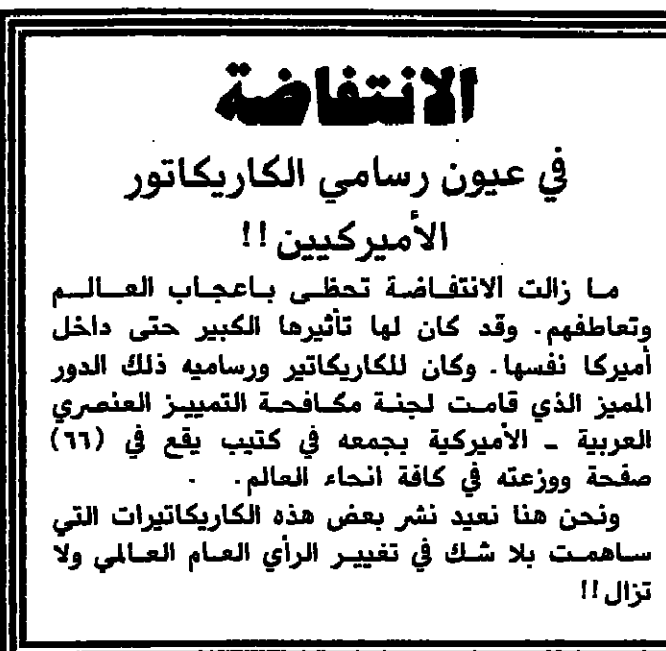 الانتفاضة
في عيون رسامي الكاريكاتور
الأميركيين !!
ما زالت الانتفاضة تحظى باعجاب العالم
وتعاطفهم . وقد كان لها تأثيرها الكبير حتى داخل
أميركا نفسها . وكان للكاريكاتير ورساميه ذلك الدور
المميز الذي قامت لجنة مكافحة التمييز العنصري
العربية ـ الأميركية بجمعه في كتيب يقع في (٦٦)
صفحة ووزعته في كافة انحاء العالم .
ونحن هنا نعيد نشر بعض هذه الكاريكاتيرات التي
ساهمت بلا شك في تغيير الرأي العام العالمي ولا
تزال !!